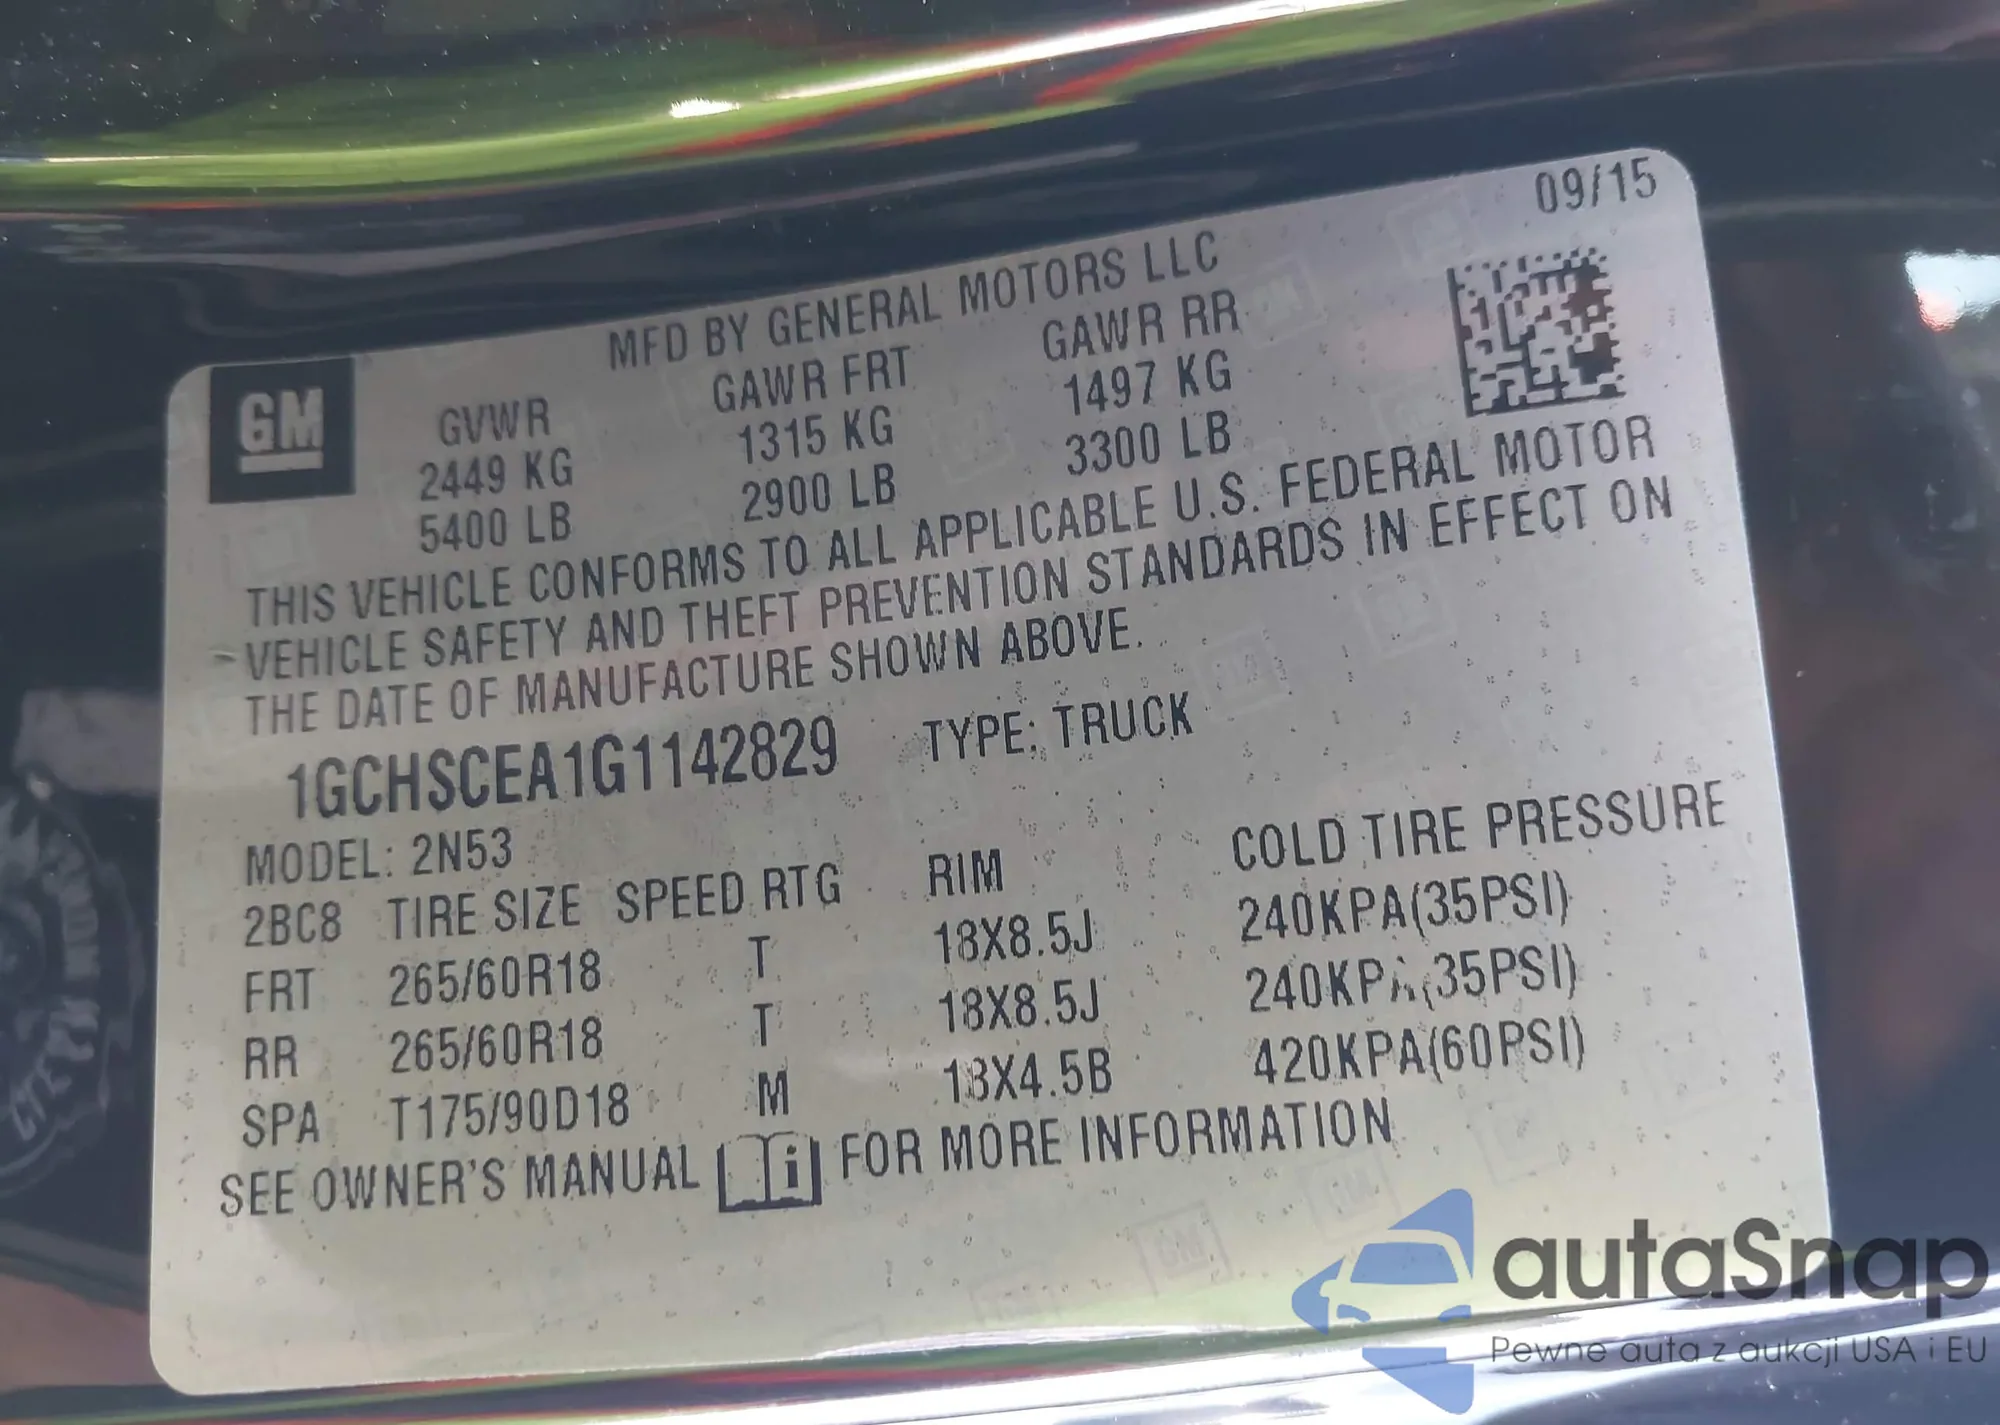 09/15
MFD BY GENERAL MOTORS LLC
GM
GVWR GAWR FRT GAWR RR
2449 KG 1315 KG 1497 KG
5400 LB 2900 LB 3300 LB
THIS VEHICLE CONFORMS TO ALL APPLICABLE U.S. FEDERAL MOTOR
VEHICLE SAFETY AND THEFT PREVENTION STANDARDS IN EFFECT ON
THE DATE OF MANUFACTURE SHOWN ABOVE.
1GCHSCEA1G1142829 TYPE: TRUCK
MODEL: 2N53
2BC8 TIRE SIZE SPEED RTG RIM COLD TIRE PRESSURE
FRT 265/60R18 T 18X8.5J 240KPA(35PSI)
RR 265/60R18 T 18X8.5J 240KPA(35PSI)
SPA T175/90D18 M 18X4.5B 420KPA(60PSI)
SEE OWNER'S MANUAL i FOR MORE INFORMATION
autaSnap
Pewne auta z aukcji USA i EU